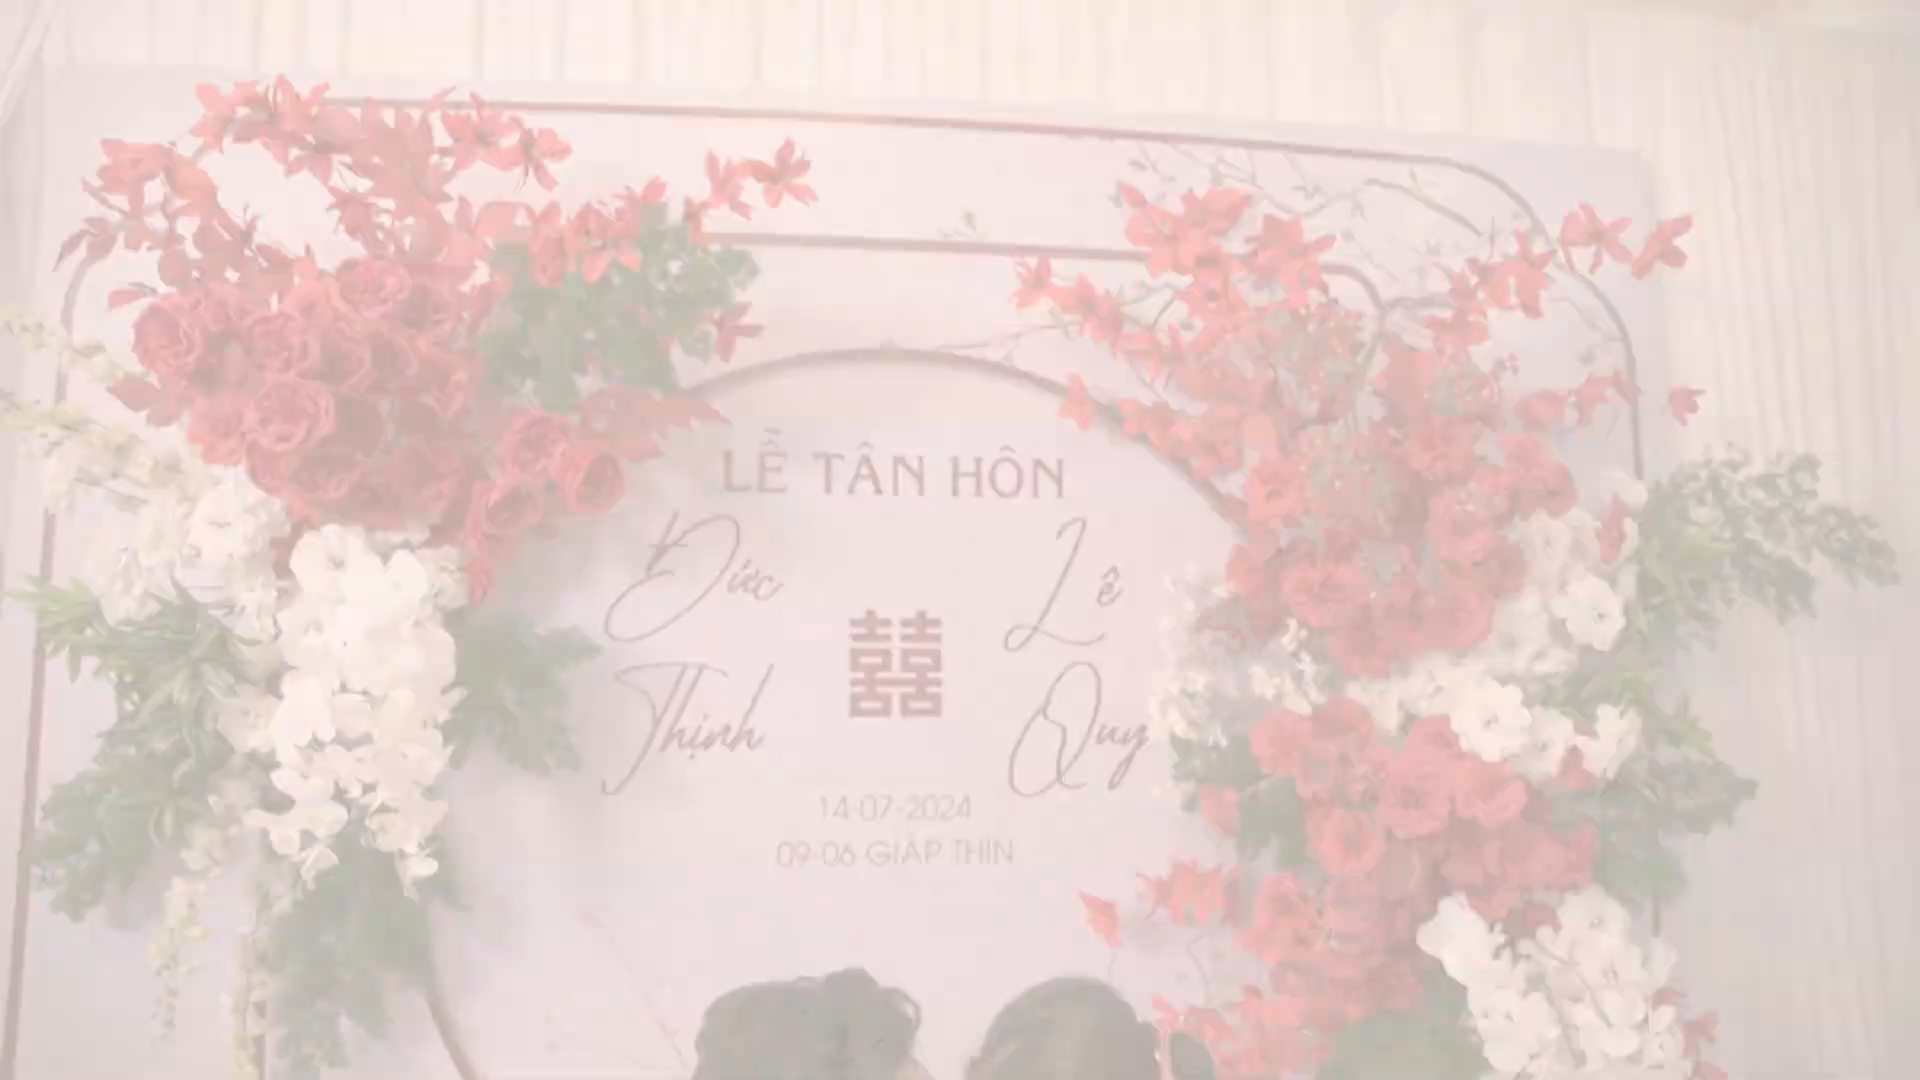 LỄ TÂN HÔN
Đức Lê
Thịnh 囍 Quy
14-07-2024
09-06 GIÁP THÌN